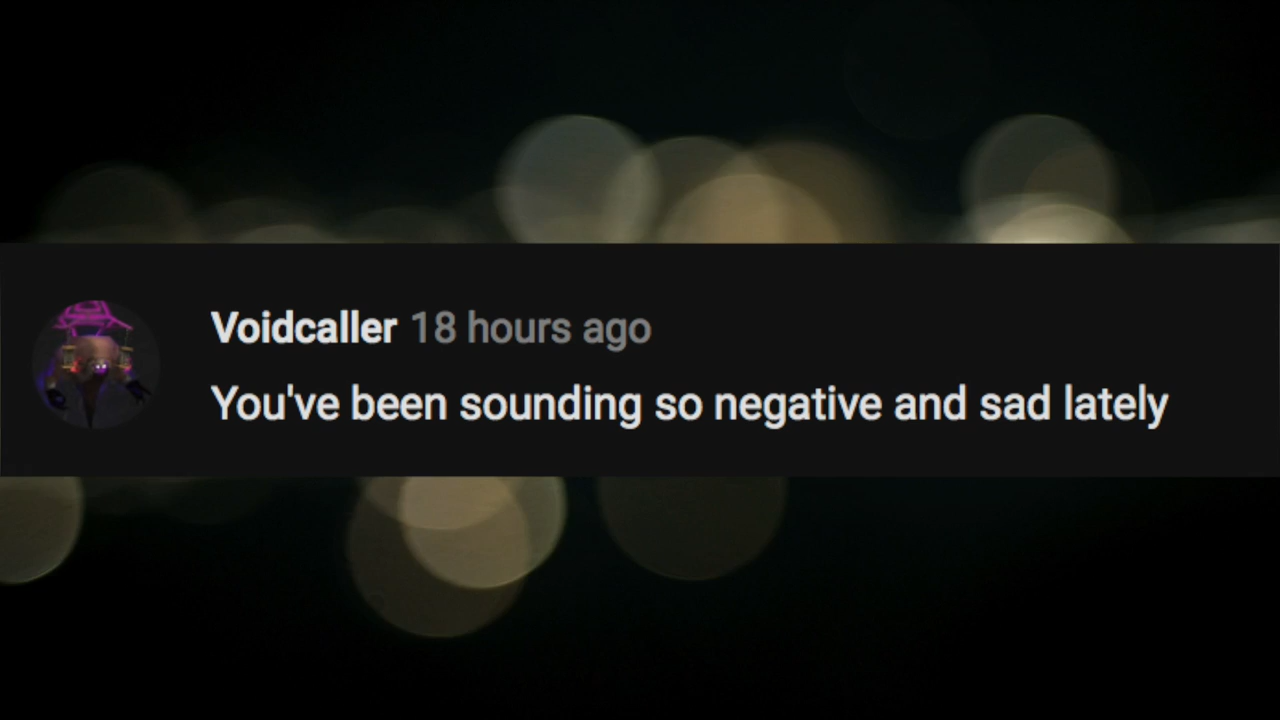 Voidcaller 18 hours ago
You've been sounding so negative and sad lately